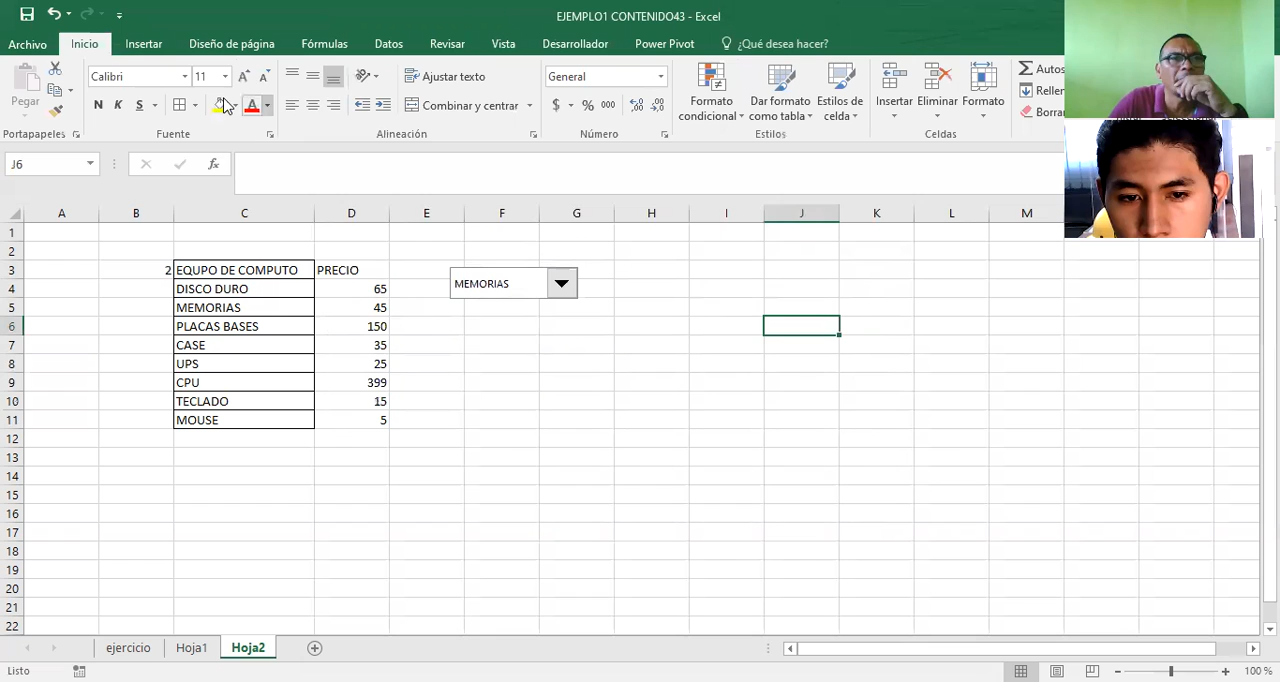 EJEMPLO1 CONTENIDO43 - Excel
Archivo Inicio Insertar Diseño de página Fórmulas Datos Revisar Vista Desarrollador Power Pivot ¿Qué desea hacer?
Pegar
Calibri 11
N K S A
Ajustar texto
Combinar y centrar
General
$ % 000
Formato condicional
Dar formato como tabla
Estilos de celda
Insertar Eliminar Formato
Autos
Rellen
Borra
Portapapeles Fuente Alineación Número Estilos Celdas
J6 fx
A B C D E F G H I J K L M
1
2
3 2 EQUPO DE COMPUTO PRECIO
MEMORIAS
4 DISCO DURO 65
5 MEMORIAS 45
6 PLACAS BASES 150
7 CASE 35
8 UPS 25
9 CPU 399
10 TECLADO 15
11 MOUSE 5
12
13
14
15
16
17
18
19
20
21
22
ejercicio Hoja1 Hoja2
Listo 100 %